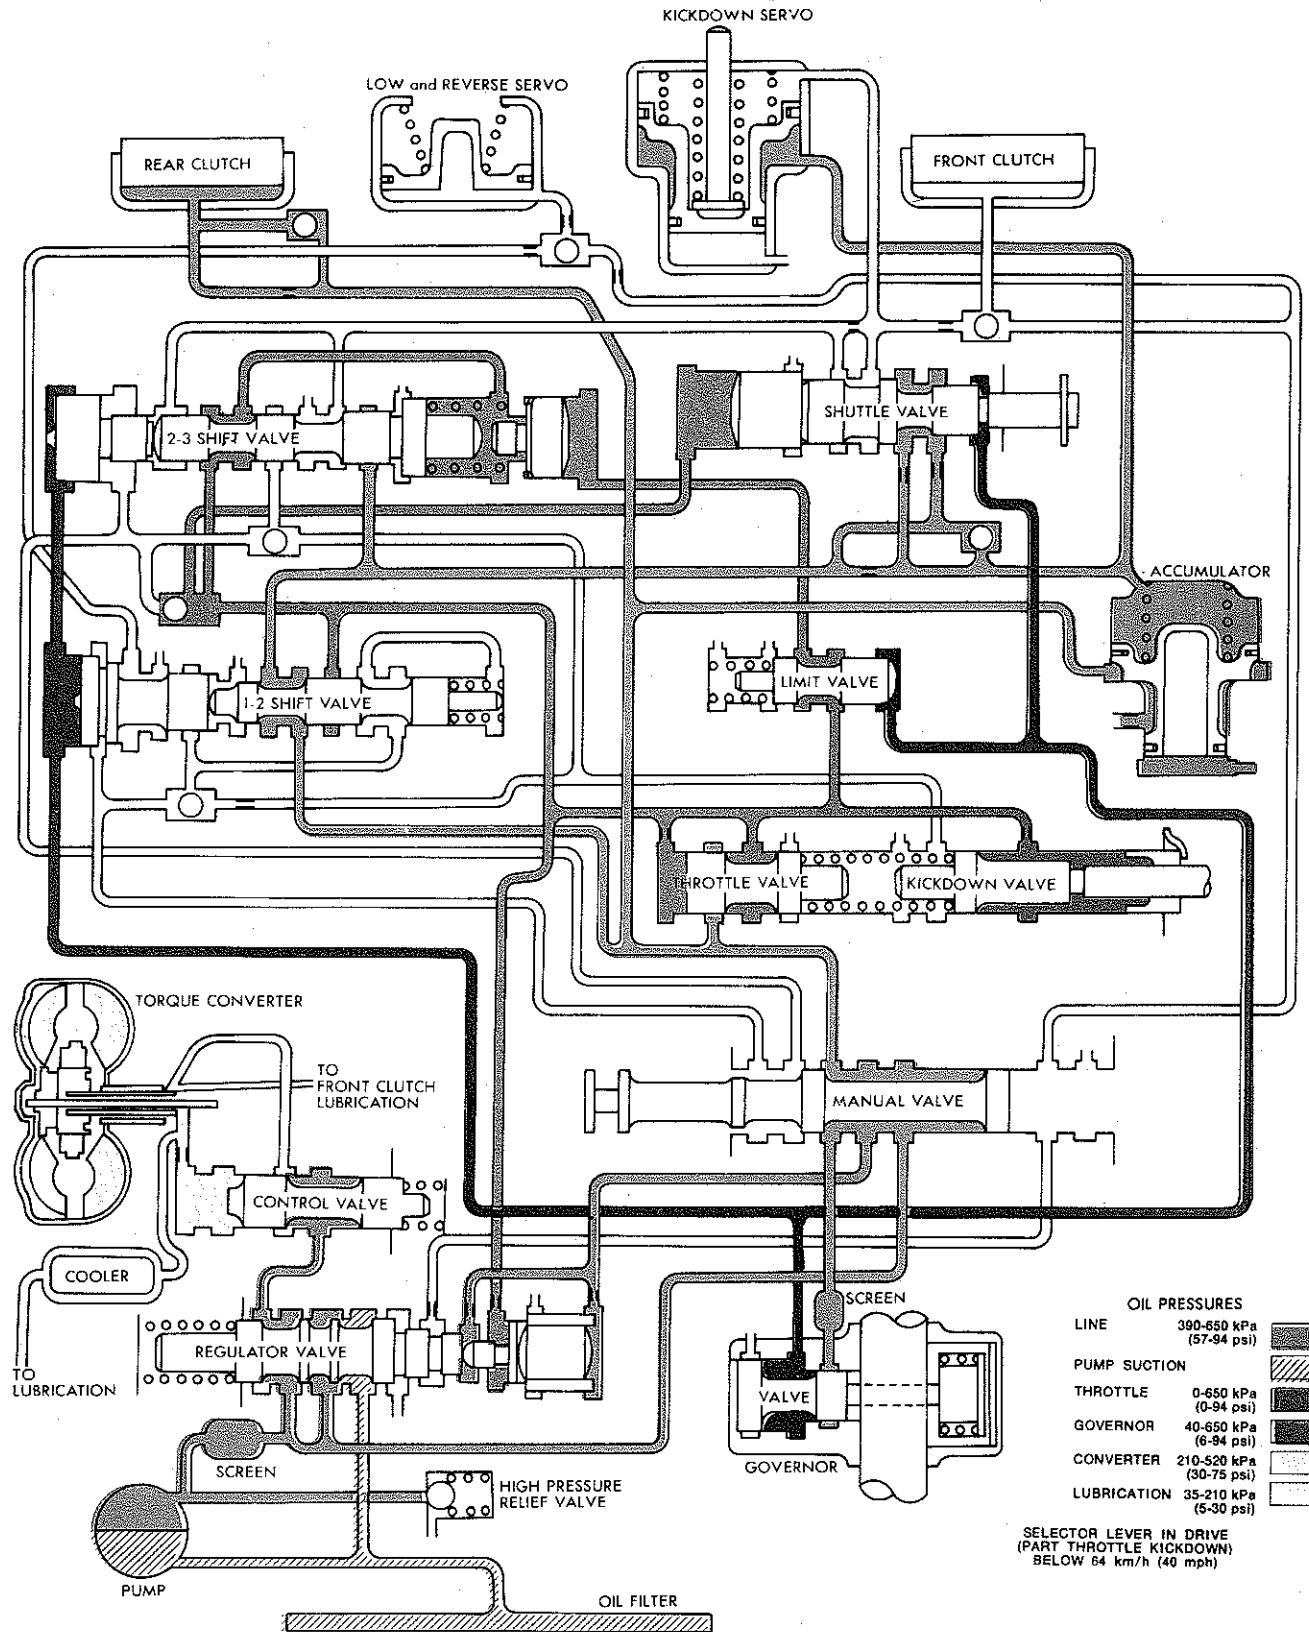 KICKDOWN SERVO
LOW and REVERSE SERVO
REAR CLUTCH
FRONT CLUTCH
2-3 SHIFT VALVE
SHUTTLE VALVE
ACCUMULATOR
1-2 SHIFT VALVE
LIMIT VALVE
THROTTLE VALVE
KICKDOWN VALVE
TORQUE CONVERTER
TO
FRONT CLUTCH
LUBRICATION
MANUAL VALVE
CONTROL VALVE
COOLER
SCREEN
REGULATOR VALVE
TO
LUBRICATION
VALVE
GOVERNOR
SCREEN
HIGH PRESSURE
RELIEF VALVE
PUMP
OIL FILTER
OIL PRESSURES
LINE 390-650 kPa
(57-94 psi)
PUMP SUCTION
THROTTLE 0-650 kPa
(0-94 psi)
GOVERNOR 40-650 kPa
(6-94 psi)
CONVERTER 210-520 kPa
(30-75 psi)
LUBRICATION 35-210 kPa
(5-30 psi)
SELECTOR LEVER IN DRIVE
(PART THROTTLE KICKDOWN)
BELOW 64 km/h (40 mph)